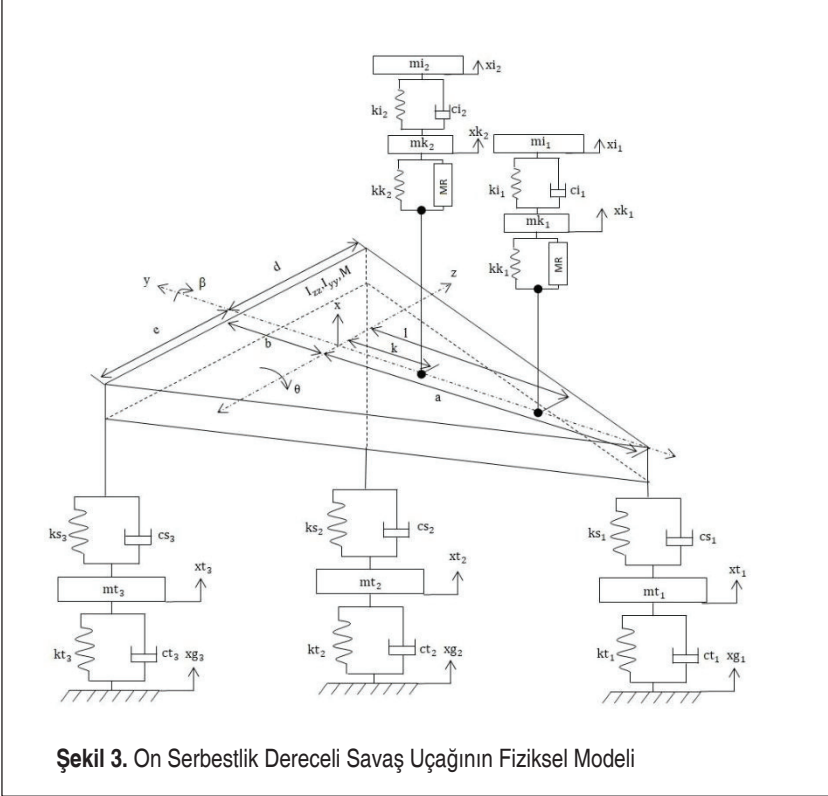 mi₂
xi₂
ki₂
ci₂
xk₂
mk₂
kk₂
MR
mi₁
xi₁
ki₁
ci₁
mk₁
xk₁
kk₁
MR
y
β
d
I_zz, I_yy, M
z
x
e
b
l
k
θ
a
ks₃
cs₃
ks₂
cs₂
ks₁
cs₁
xt₃
xt₂
xt₁
mt₃
mt₂
mt₁
kt₃
ct₃
xg₃
kt₂
ct₂
xg₂
kt₁
ct₁
xg₁
Şekil 3. On Serbestlik Dereceli Savaş Uçağının Fiziksel Modeli